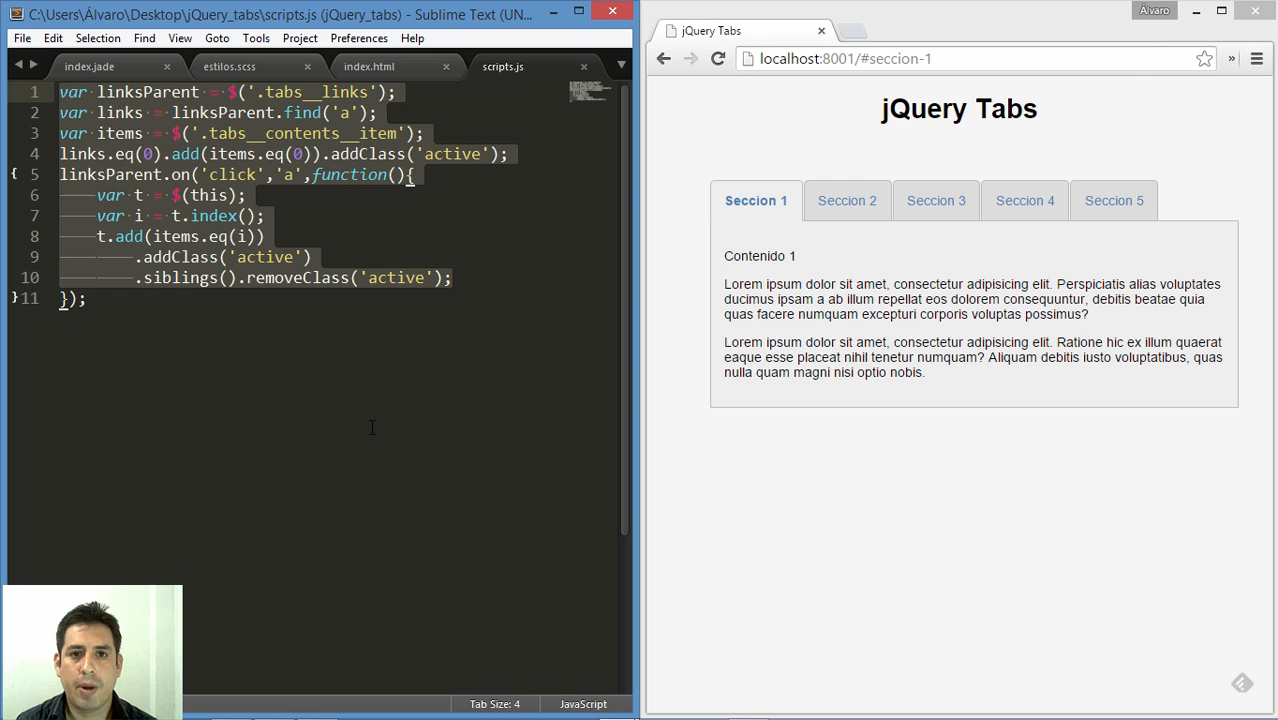 C:\Users\Álvaro\Desktop\jQuery_tabs\scripts.js (jQuery_tabs) - Sublime Text (UN...
File Edit Selection Find View Goto Tools Project Preferences Help
index.jade estilos.scss index.html scripts.js
1 var linksParent = $('.tabs__links');
2 var links = linksParent.find('a');
3 var items = $('.tabs__contents__item');
4 links.eq(0).add(items.eq(0)).addClass('active');
5 linksParent.on('click','a',function(){
6 var t = $(this);
7 var i = t.index();
8 t.add(items.eq(i))
9 .addClass('active')
10 .siblings().removeClass('active');
11 });
Tab Size: 4 JavaScript
Álvaro
jQuery Tabs
localhost:8001/#seccion-1
jQuery Tabs
Seccion 1 Seccion 2 Seccion 3 Seccion 4 Seccion 5
Contenido 1
Lorem ipsum dolor sit amet, consectetur adipisicing elit. Perspiciatis alias voluptates
ducimus ipsam a ab illum repellat eos dolorem consequuntur, debitis beatae quia
quas facere numquam excepturi corporis voluptas possimus?
Lorem ipsum dolor sit amet, consectetur adipisicing elit. Ratione hic ex illum quaerat
eaque esse placeat nihil tenetur numquam? Aliquam debitis iusto voluptatibus, quas
nulla quam magni nisi optio nobis.